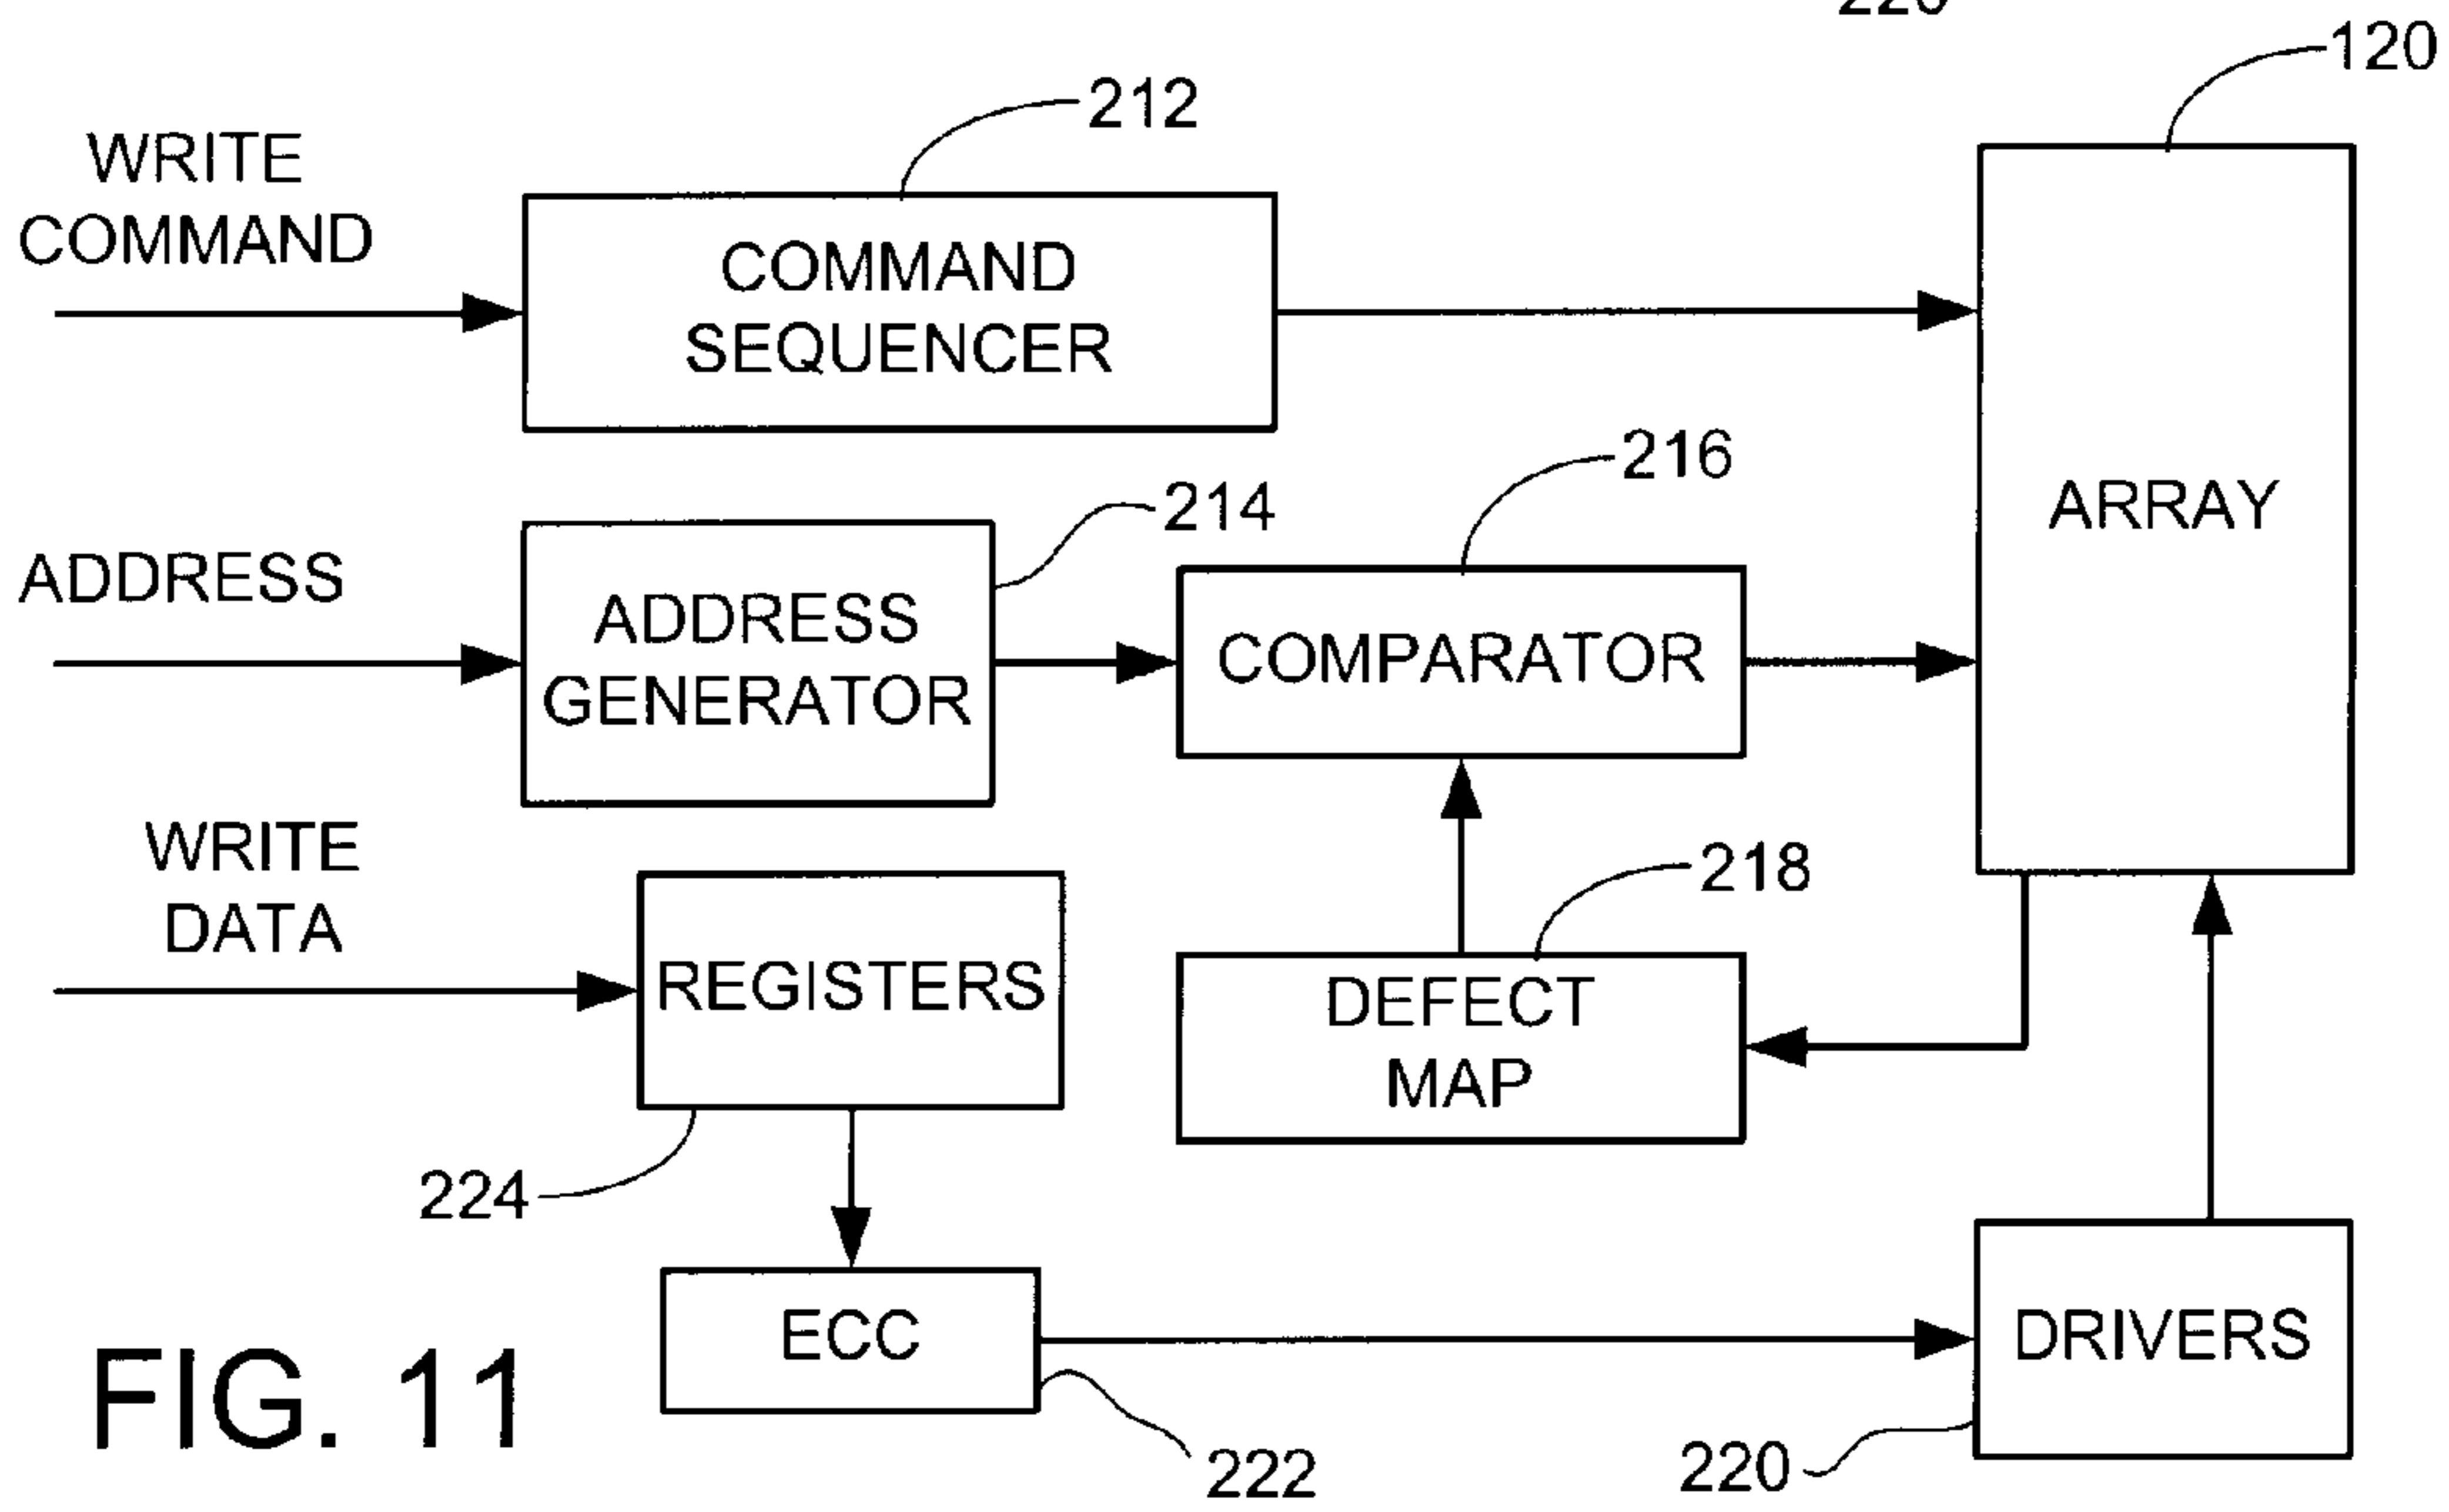 120
212
WRITE
COMMAND
COMMAND
SEQUENCER
216
214
ARRAY
ADDRESS
ADDRESS
GENERATOR
COMPARATOR
WRITE
DATA
218
REGISTERS
DEFECT
MAP
224
ECC
DRIVERS
FIG. 11
222
220